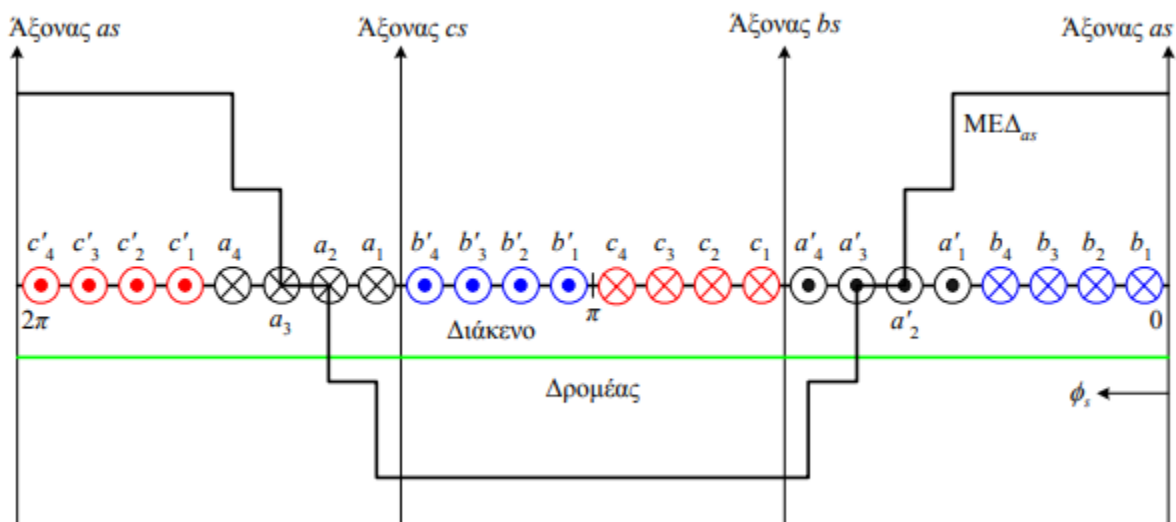 Άξονας as Άξονας cs Άξονας bs Άξονας as
ΜΕΔas
c′4 c′3 c′2 c′1 a4 a2 a1 b′4 b′3 b′2 b′1 c4 c3 c2 c1 a′4 a′3 a′1 b4 b3 b2 b1
2π a3 π a′2 0
Διάκενο
Δρομέας
ϕs